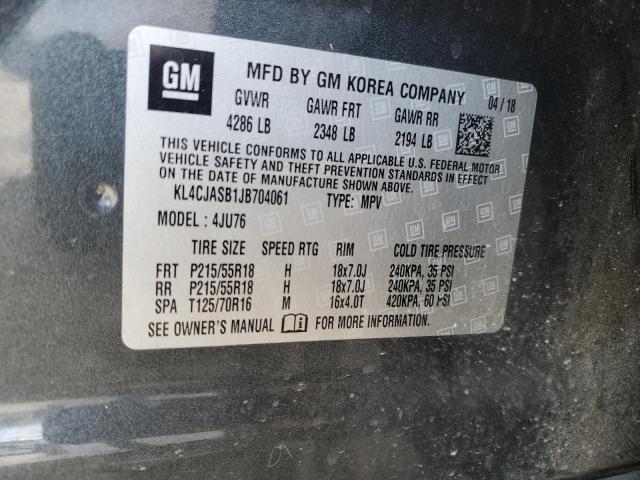 GM
MFD BY GM KOREA COMPANY 04 / 18
GVWR GAWR FRT GAWR RR
4286 LB 2348 LB 2194 LB
THIS VEHICLE CONFORMS TO ALL APPLICABLE U.S. FEDERAL MOTOR
VEHICLE SAFETY AND THEFT PREVENTION STANDARDS IN EFFECT
ON THE DATE OF MANUFACTURE SHOWN ABOVE.
KL4CJASB1JB704061 TYPE: MPV
MODEL : 4JU76
TIRE SIZE SPEED RTG RIM COLD TIRE PRESSURE
FRT P215/55R18 H 18x7.0J 240KPA, 35 PSI
RR P215/55R18 H 18x7.0J 240KPA, 35 PSI
SPA T125/70R16 M 16x4.0T 420KPA, 60 PSI
SEE OWNER'S MANUAL FOR MORE INFORMATION.